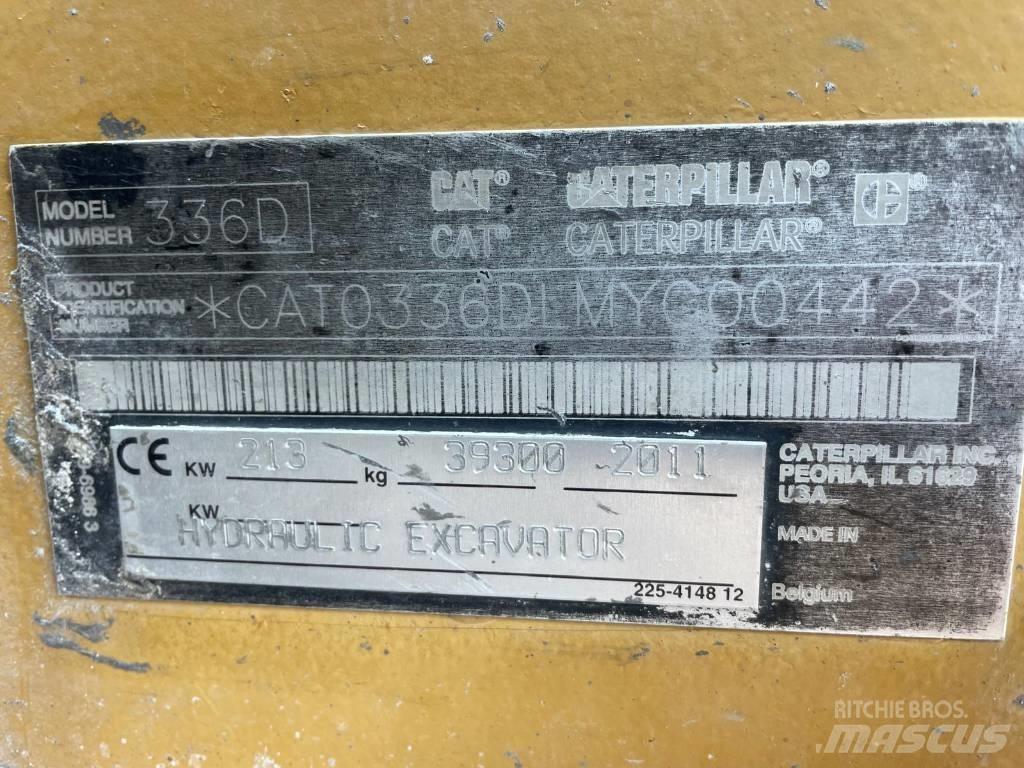 MODEL NUMBER 336D
CAT® CATERPILLAR® ®
CAT® CATERPILLAR®
PRODUCT IDENTIFICATION NUMBER *CAT0336DLMYC00442*
CE KW 213 kg 39300 2011
KW
HYDRAULIC EXCAVATOR
225-4148 12
CATERPILLAR INC.
PEORIA, IL 61629
USA
MADE IN
Belgium
RITCHIE BROS.
MASCUS